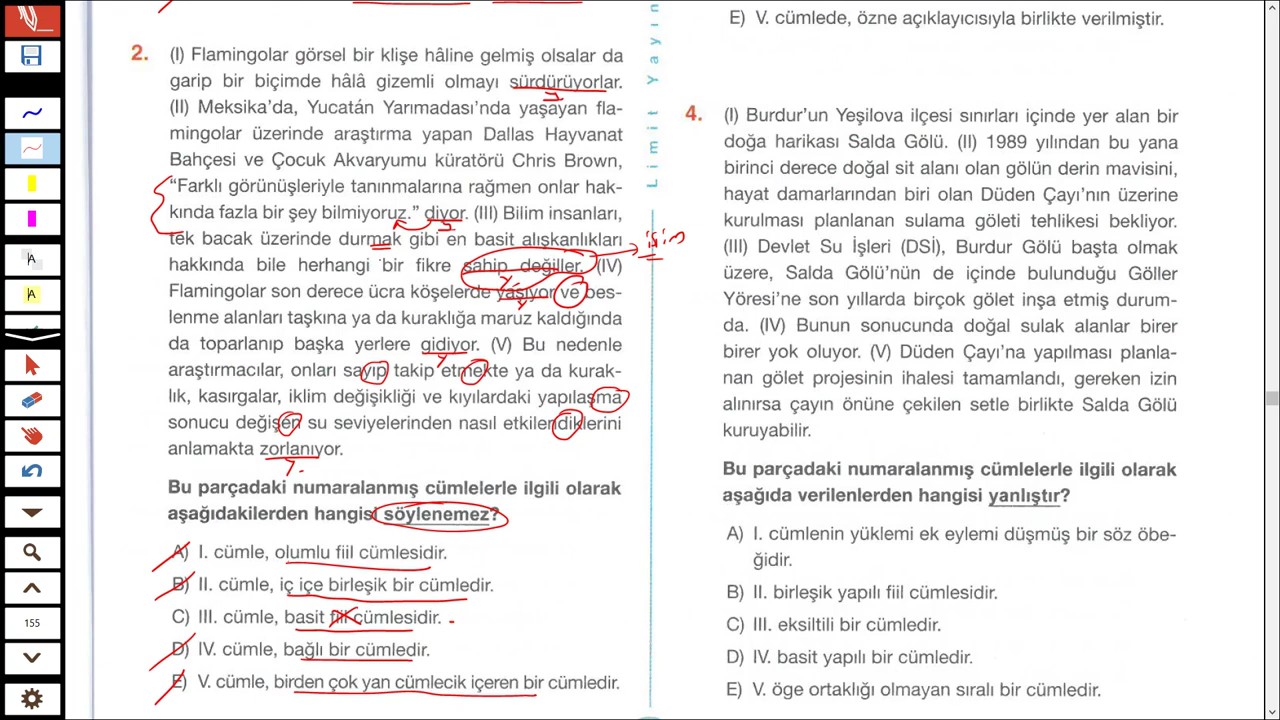 2. (I) Flamingolar görsel bir klişe hâline gelmiş olsalar da
garip bir biçimde hâlâ gizemli olmayı sürdürüyorlar.
y
(II) Meksika’da, Yucatán Yarımadası’nda yaşayan fla-
mingolar üzerinde araştırma yapan Dallas Hayvanat
Bahçesi ve Çocuk Akvaryumu küratörü Chris Brown,
“Farklı görünüşleriyle tanınmalarına rağmen onlar hak-
kında fazla bir şey bilmiyoruz.” diyor. (III) Bilim insanları,
tek bacak üzerinde durmak gibi en basit alışkanlıkları
isim
hakkında bile herhangi bir fikre sahip değiller. (IV)
Flamingolar son derece ücra köşelerde yaşıyor ve bes-
lenme alanları taşkına ya da kuraklığa maruz kaldığında
da toparlanıp başka yerlere gidiyor. (V) Bu nedenle
araştırmacılar, onları sayıp takip etmekte ya da kurak-
lık, kasırgalar, iklim değişikliği ve kıyılardaki yapılaşma
sonucu değişen su seviyelerinden nasıl etkilendiklerini
anlamakta zorlanıyor.
y.
Bu parçadaki numaralanmış cümlelerle ilgili olarak
aşağıdakilerden hangisi söylenemez?
A) I. cümle, olumlu fiil cümlesidir.
B) II. cümle, iç içe birleşik bir cümledir.
C) III. cümle, basit fiil cümlesidir.
D) IV. cümle, bağlı bir cümledir.
E) V. cümle, birden çok yan cümlecik içeren bir cümledir.
Limit Yayın
E) V. cümlede, özne açıklayıcısıyla birlikte verilmiştir.
4. (I) Burdur’un Yeşilova ilçesi sınırları içinde yer alan bir
doğa harikası Salda Gölü. (II) 1989 yılından bu yana
birinci derece doğal sit alanı olan gölün derin mavisini,
hayat damarlarından biri olan Düden Çayı’nın üzerine
kurulması planlanan sulama göleti tehlikesi bekliyor.
(III) Devlet Su İşleri (DSİ), Burdur Gölü başta olmak
üzere, Salda Gölü’nün de içinde bulunduğu Göller
Yöresi’ne son yıllarda birçok gölet inşa etmiş durum-
da. (IV) Bunun sonucunda doğal sulak alanlar birer
birer yok oluyor. (V) Düden Çayı’na yapılması planla-
nan gölet projesinin ihalesi tamamlandı, gereken izin
alınırsa çayın önüne çekilen setle birlikte Salda Gölü
kuruyabilir.
Bu parçadaki numaralanmış cümlelerle ilgili olarak
aşağıda verilenlerden hangisi yanlıştır?
A) I. cümlenin yüklemi ek eylemi düşmüş bir söz öbe-
ğidir.
B) II. birleşik yapılı fiil cümlesidir.
C) III. eksiltili bir cümledir.
D) IV. basit yapılı bir cümledir.
E) V. öge ortaklığı olmayan sıralı bir cümledir.
A
A
155